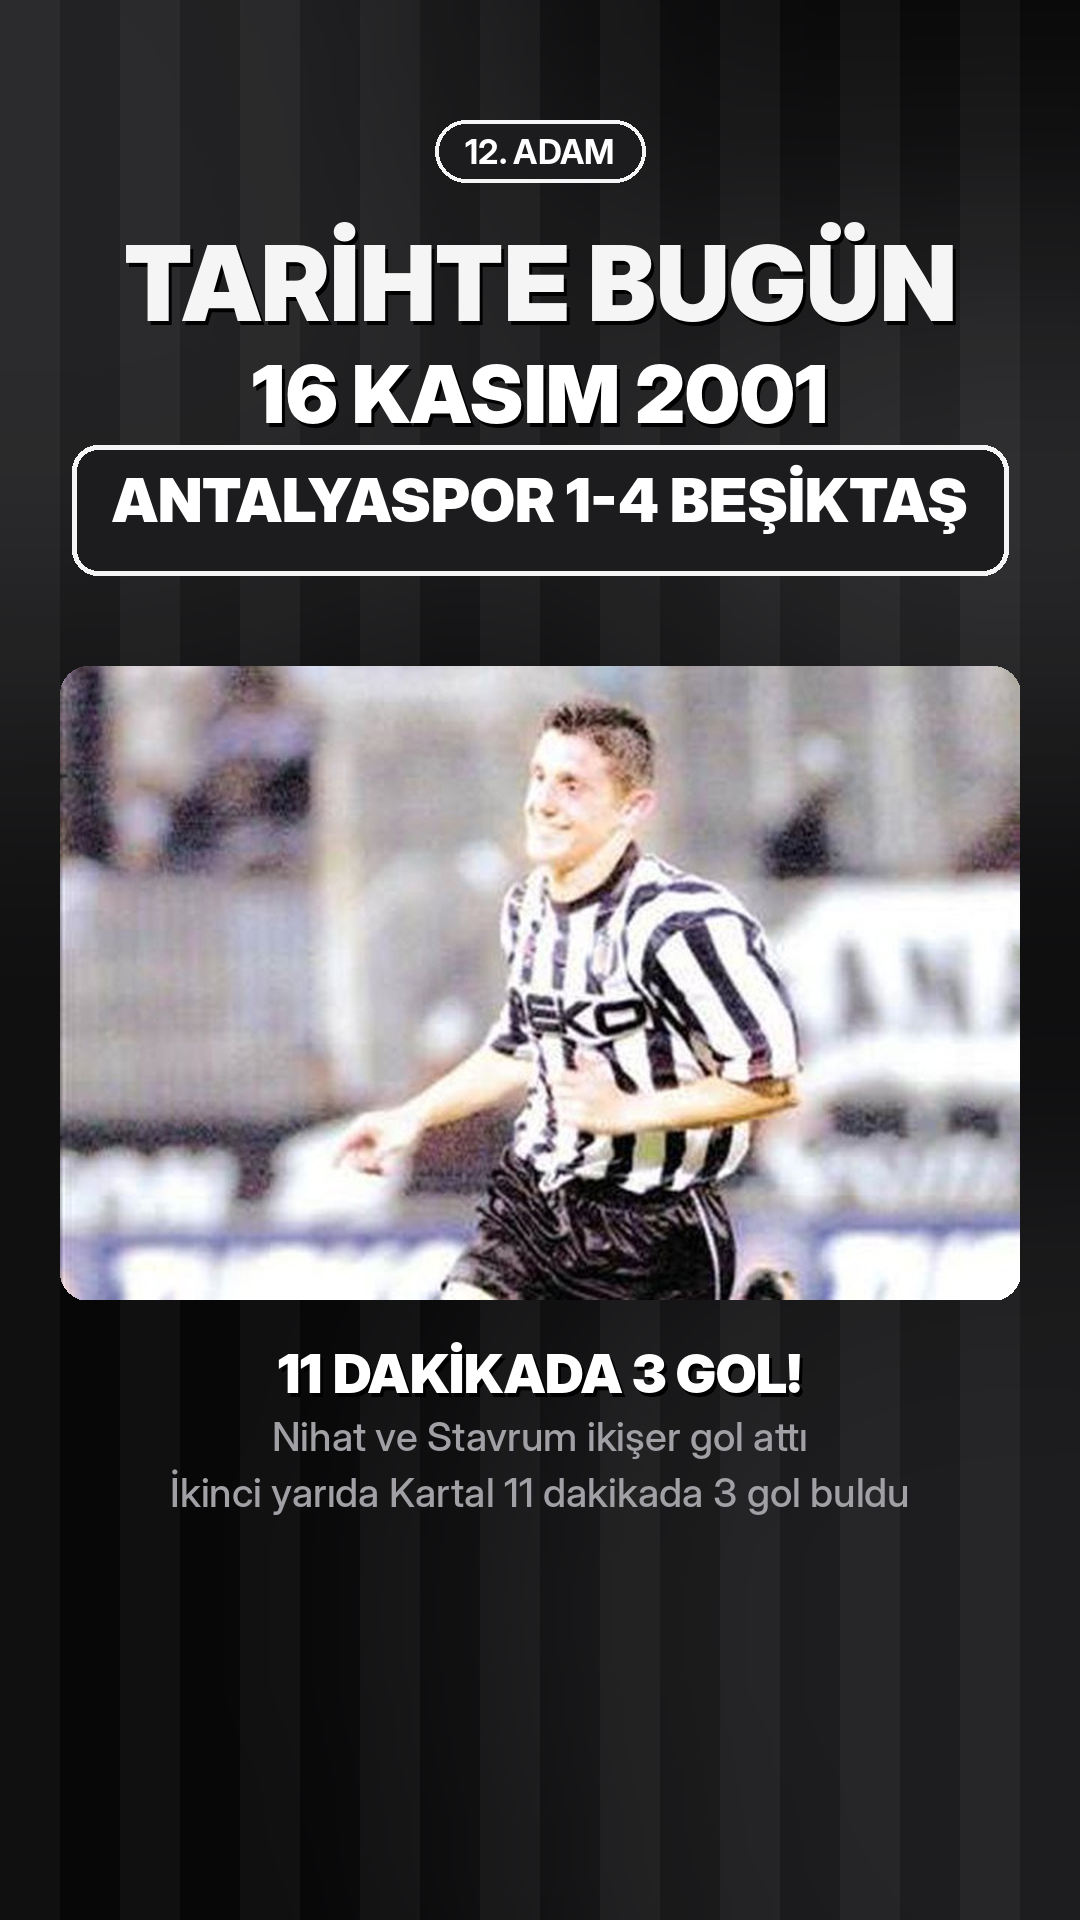 12. ADAM
TARİHTE BUGÜN
16 KASIM 2001
ANTALYASPOR 1-4 BEŞİKTAŞ
11 DAKİKADA 3 GOL!
Nihat ve Stavrum ikişer gol attı
İkinci yarıda Kartal 11 dakikada 3 gol buldu